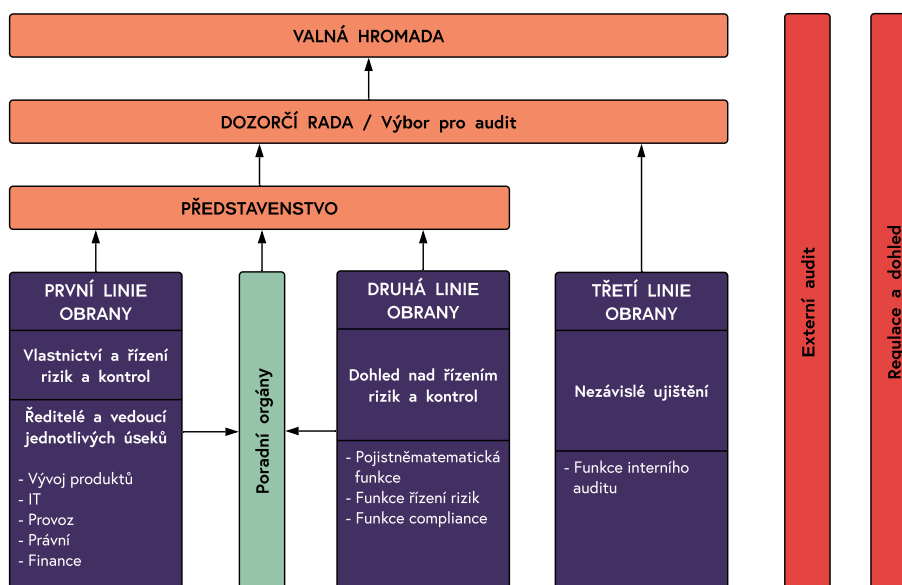 VALNÁ HROMADA
DOZORČÍ RADA / Výbor pro audit
PŘEDSTAVENSTVO
PRVNÍ LINIE
OBRANY
Vlastnictví a řízení
rizik a kontrol
Ředitelé a vedoucí
jednotlivých úseků
- Vývoj produktů
- IT
- Provoz
- Právní
- Finance
Poradní orgány
DRUHÁ LINIE
OBRANY
Dohled nad řízením
rizik a kontrol
- Pojistněmatematická
funkce
- Funkce řízení rizik
- Funkce compliance
TŘETÍ LINIE
OBRANY
Nezávislé ujištění
- Funkce interního
auditu
Externí audit
Regulace a dohled